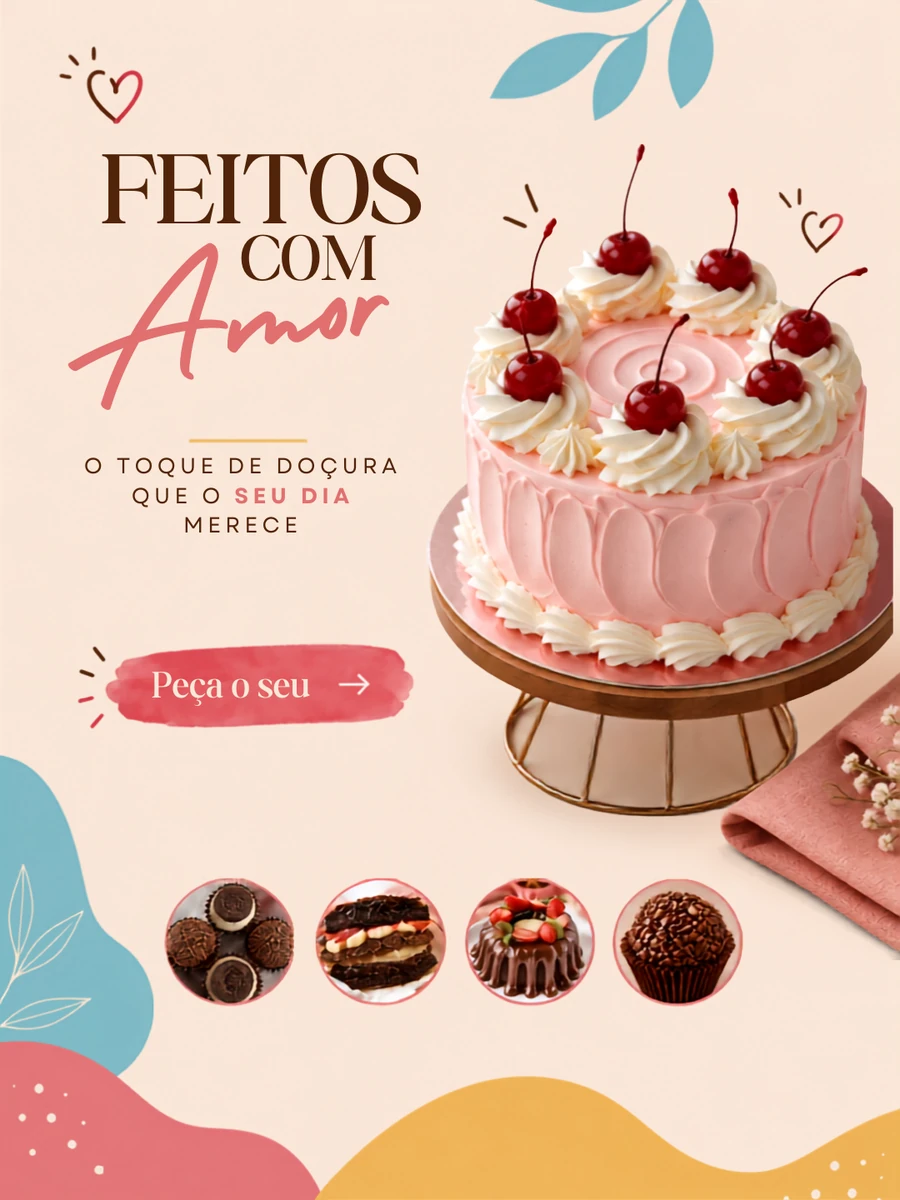 FEITOS
COM
Amor
O TOQUE DE DOÇURA
QUE O SEU DIA
MERECE
Peça o seu →